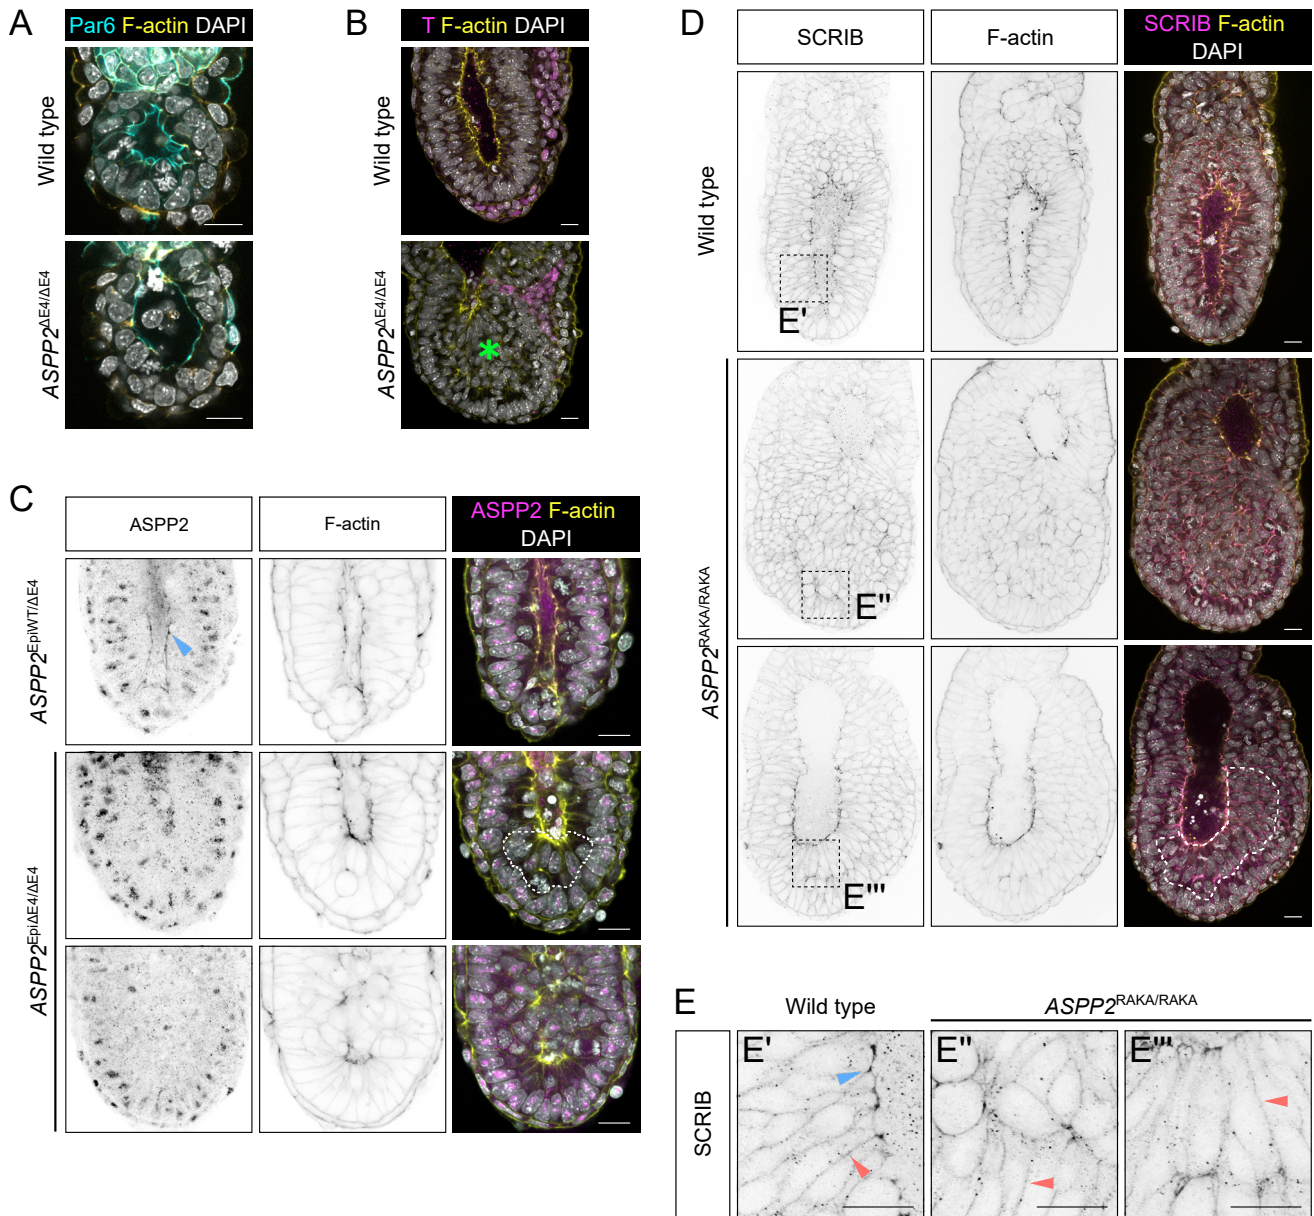 A
Par6 F-actin DAPI
Wild type
ASPP2ΔE4/ΔE4
B
T F-actin DAPI
Wild type
ASPP2ΔE4/ΔE4
*
C
ASPP2
F-actin
ASPP2 F-actin
DAPI
ASPP2EpiWT/ΔE4
ASPP2EpiΔE4/ΔE4
D
SCRIB
F-actin
SCRIB F-actin
DAPI
Wild type
E'
ASPP2RAKA/RAKA
E''
E'''
E
Wild type
ASPP2RAKA/RAKA
SCRIB
E'
E''
E'''